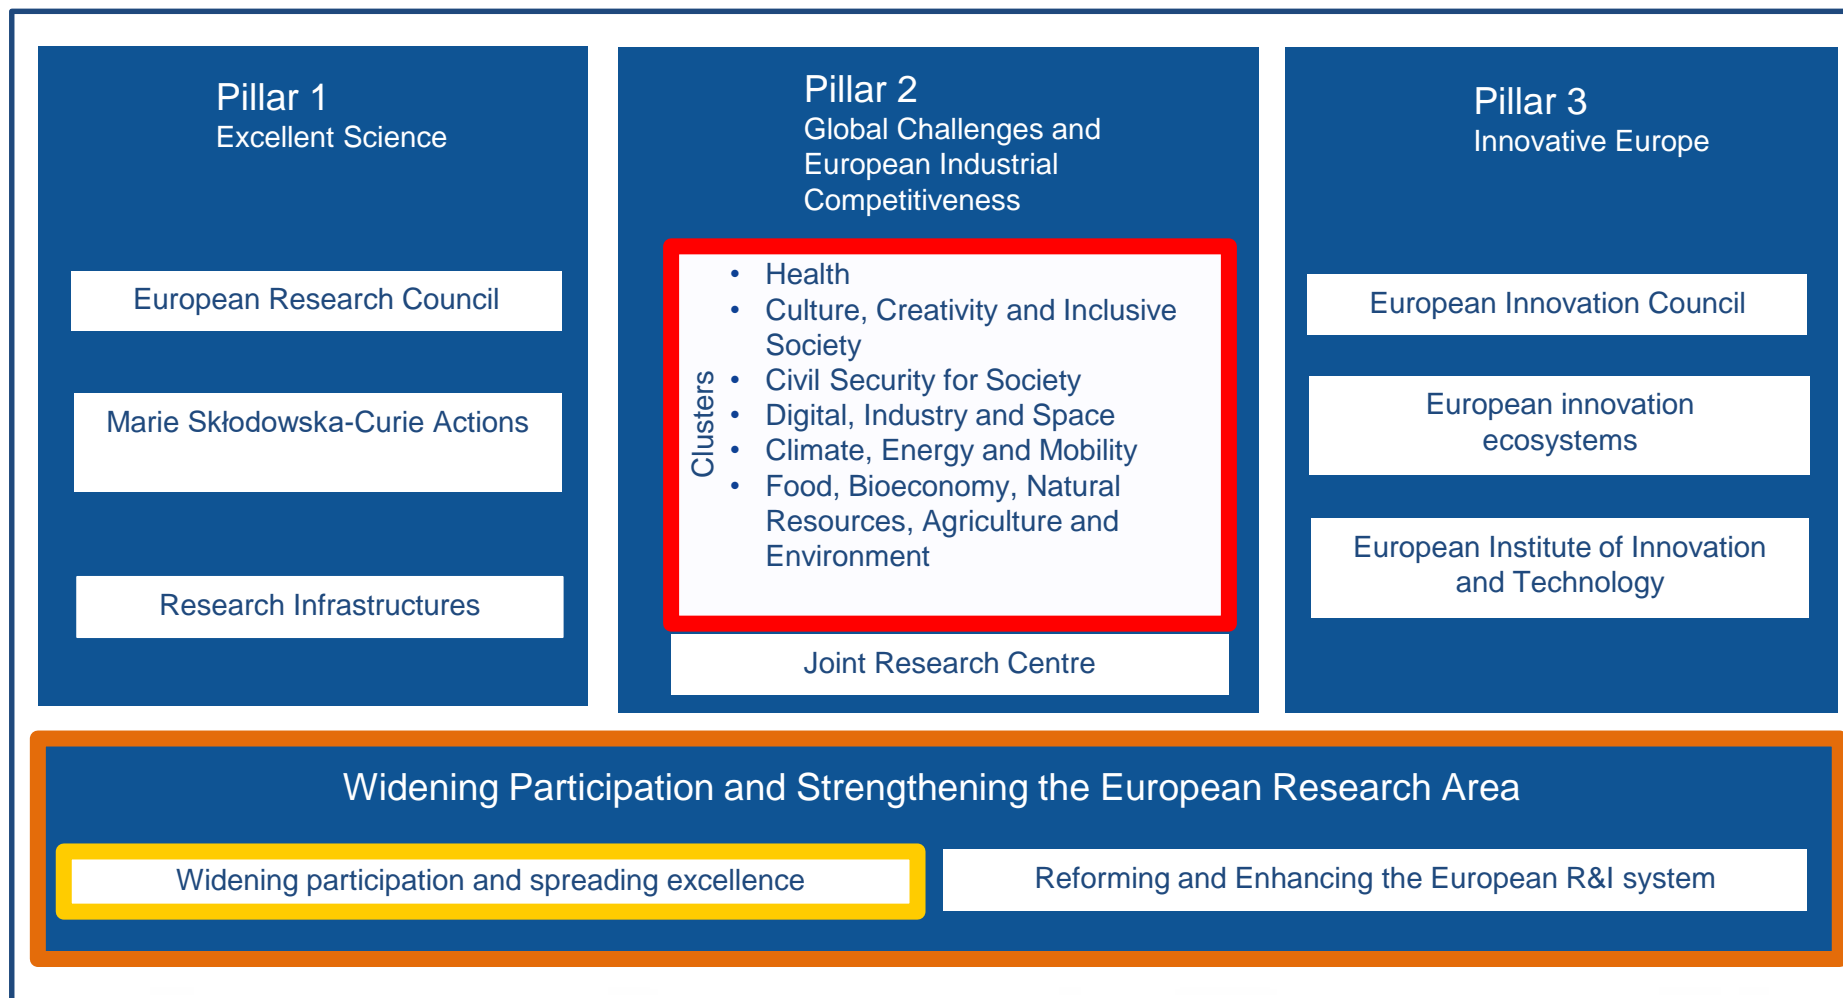 Pillar 1
Excellent Science
European Research Council
Marie Skłodowska-Curie Actions
Research Infrastructures
Pillar 2
Global Challenges and
European Industrial
Competitiveness
Clusters
• Health
• Culture, Creativity and Inclusive
Society
• Civil Security for Society
• Digital, Industry and Space
• Climate, Energy and Mobility
• Food, Bioeconomy, Natural
Resources, Agriculture and
Environment
Joint Research Centre
Pillar 3
Innovative Europe
European Innovation Council
European innovation
ecosystems
European Institute of Innovation
and Technology
Widening Participation and Strengthening the European Research Area
Widening participation and spreading excellence
Reforming and Enhancing the European R&I system